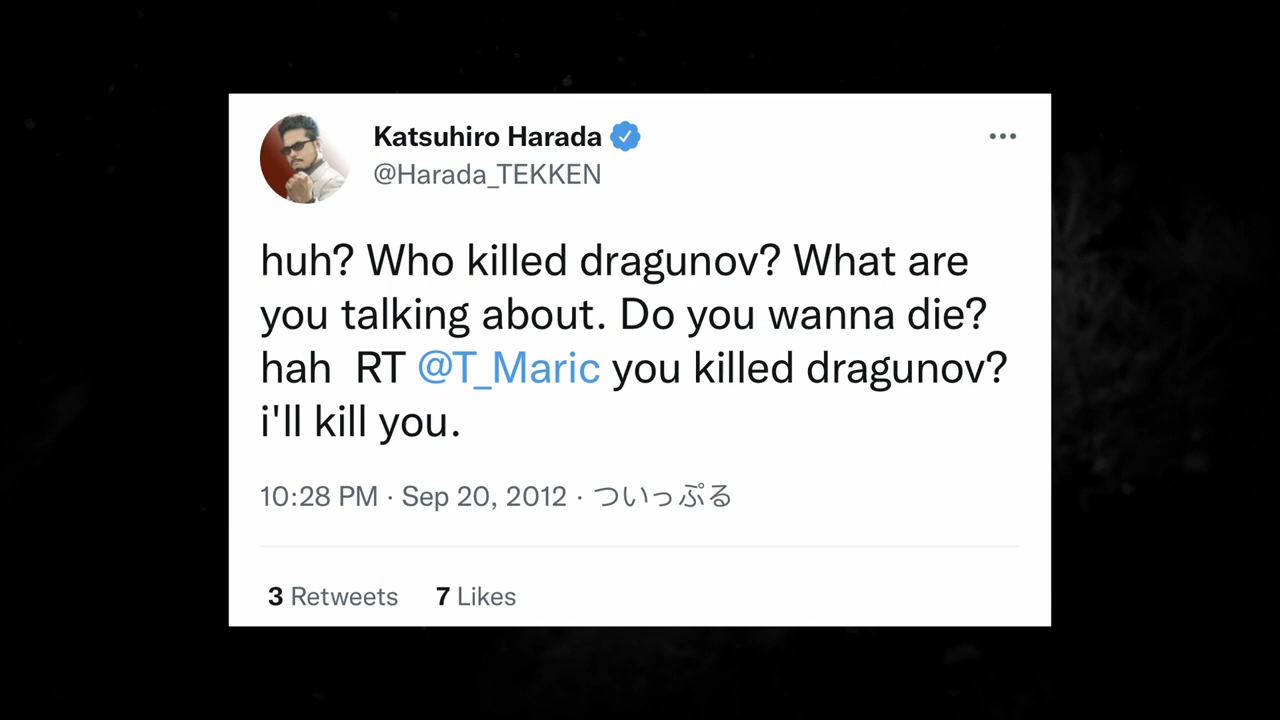 Katsuhiro Harada
@Harada_TEKKEN
huh? Who killed dragunov? What are
you talking about. Do you wanna die?
hah  RT @T_Maric you killed dragunov?
i'll kill you.
10:28 PM · Sep 20, 2012 · ついっぷる
3 Retweets 7 Likes